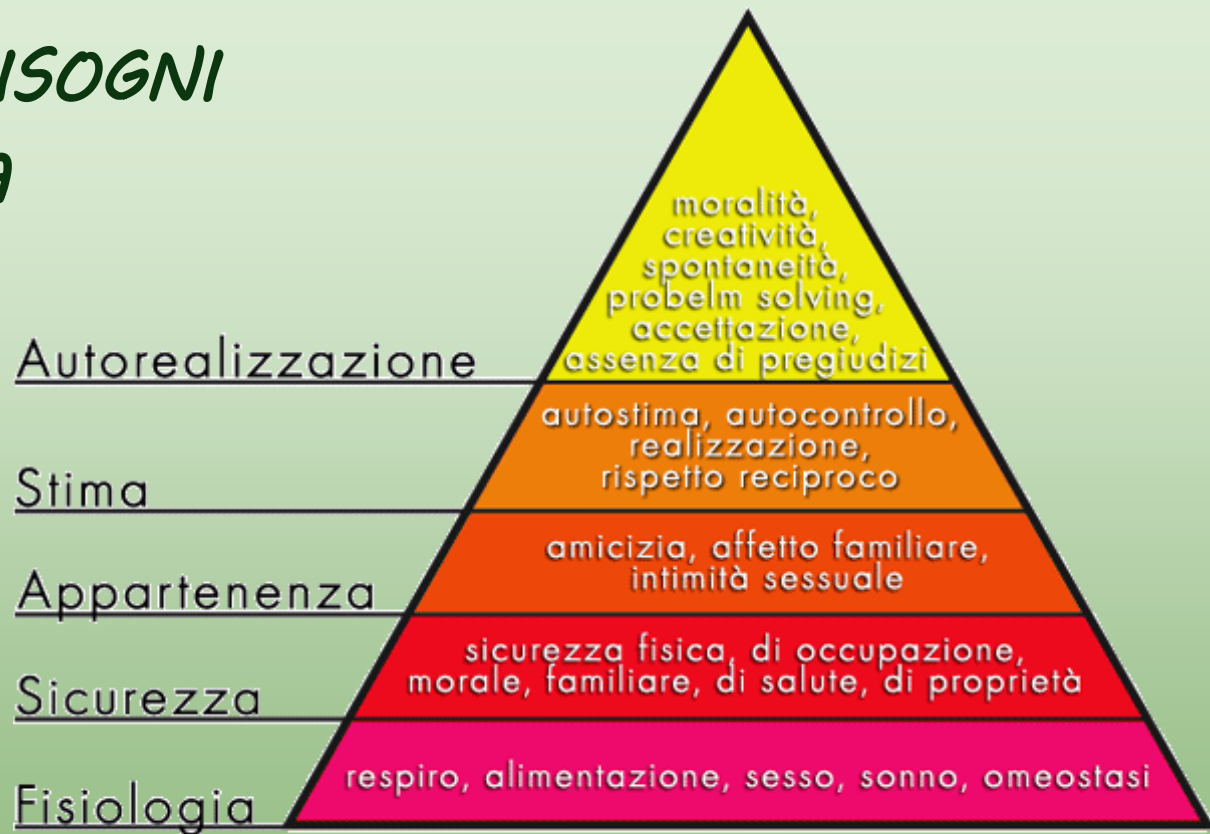 ISOGNI
moralità,
creatività,
spontaneità,
probelm solving,
accettazione,
assenza di pregiudizi
Autorealizzazione
autostima, autocontrollo,
realizzazione,
rispetto reciproco
Stima
amicizia, affetto familiare,
intimità sessuale
Appartenenza
sicurezza fisica, di occupazione,
morale, familiare, di salute, di proprietà
Sicurezza
respiro, alimentazione, sesso, sonno, omeostasi
Fisiologia